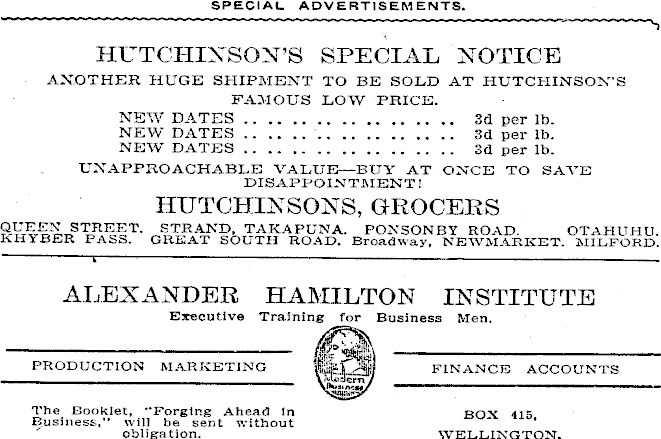 SPECIAL ADVERTISEMENTS.
HUTCHINSON'S SPECIAL NOTICE
ANOTHER HUGE SHIPMENT TO BE SOLD AT HUTCHINSON'S
FAMOUS LOW PRICE.
NEW DATES .. .. .. .. .. .. .. .. .. .. .. 3d per lb.
NEW DATES .. .. .. .. .. .. .. .. .. .. .. 3d per lb.
NEW DATES .. .. .. .. .. .. .. .. .. .. .. 3d per lb.
UNAPPROACHABLE VALUE—BUY AT ONCE TO SAVE
DISAPPOINTMENT!
HUTCHINSONS, GROCERS
QUEEN STREET. STRAND, TAKAPUNA. PONSONBY ROAD. OTAHUHU.
KHYBER PASS. GREAT SOUTH ROAD. Broadway, NEWMARKET. MILFORD.
ALEXANDER HAMILTON INSTITUTE
Executive Training for Business Men.
PRODUCTION MARKETING
Modern
Business
FINANCE ACCOUNTS
The Booklet, "Forging Ahead in
Business," will be sent without
obligation.
BOX 415,
WELLINGTON.